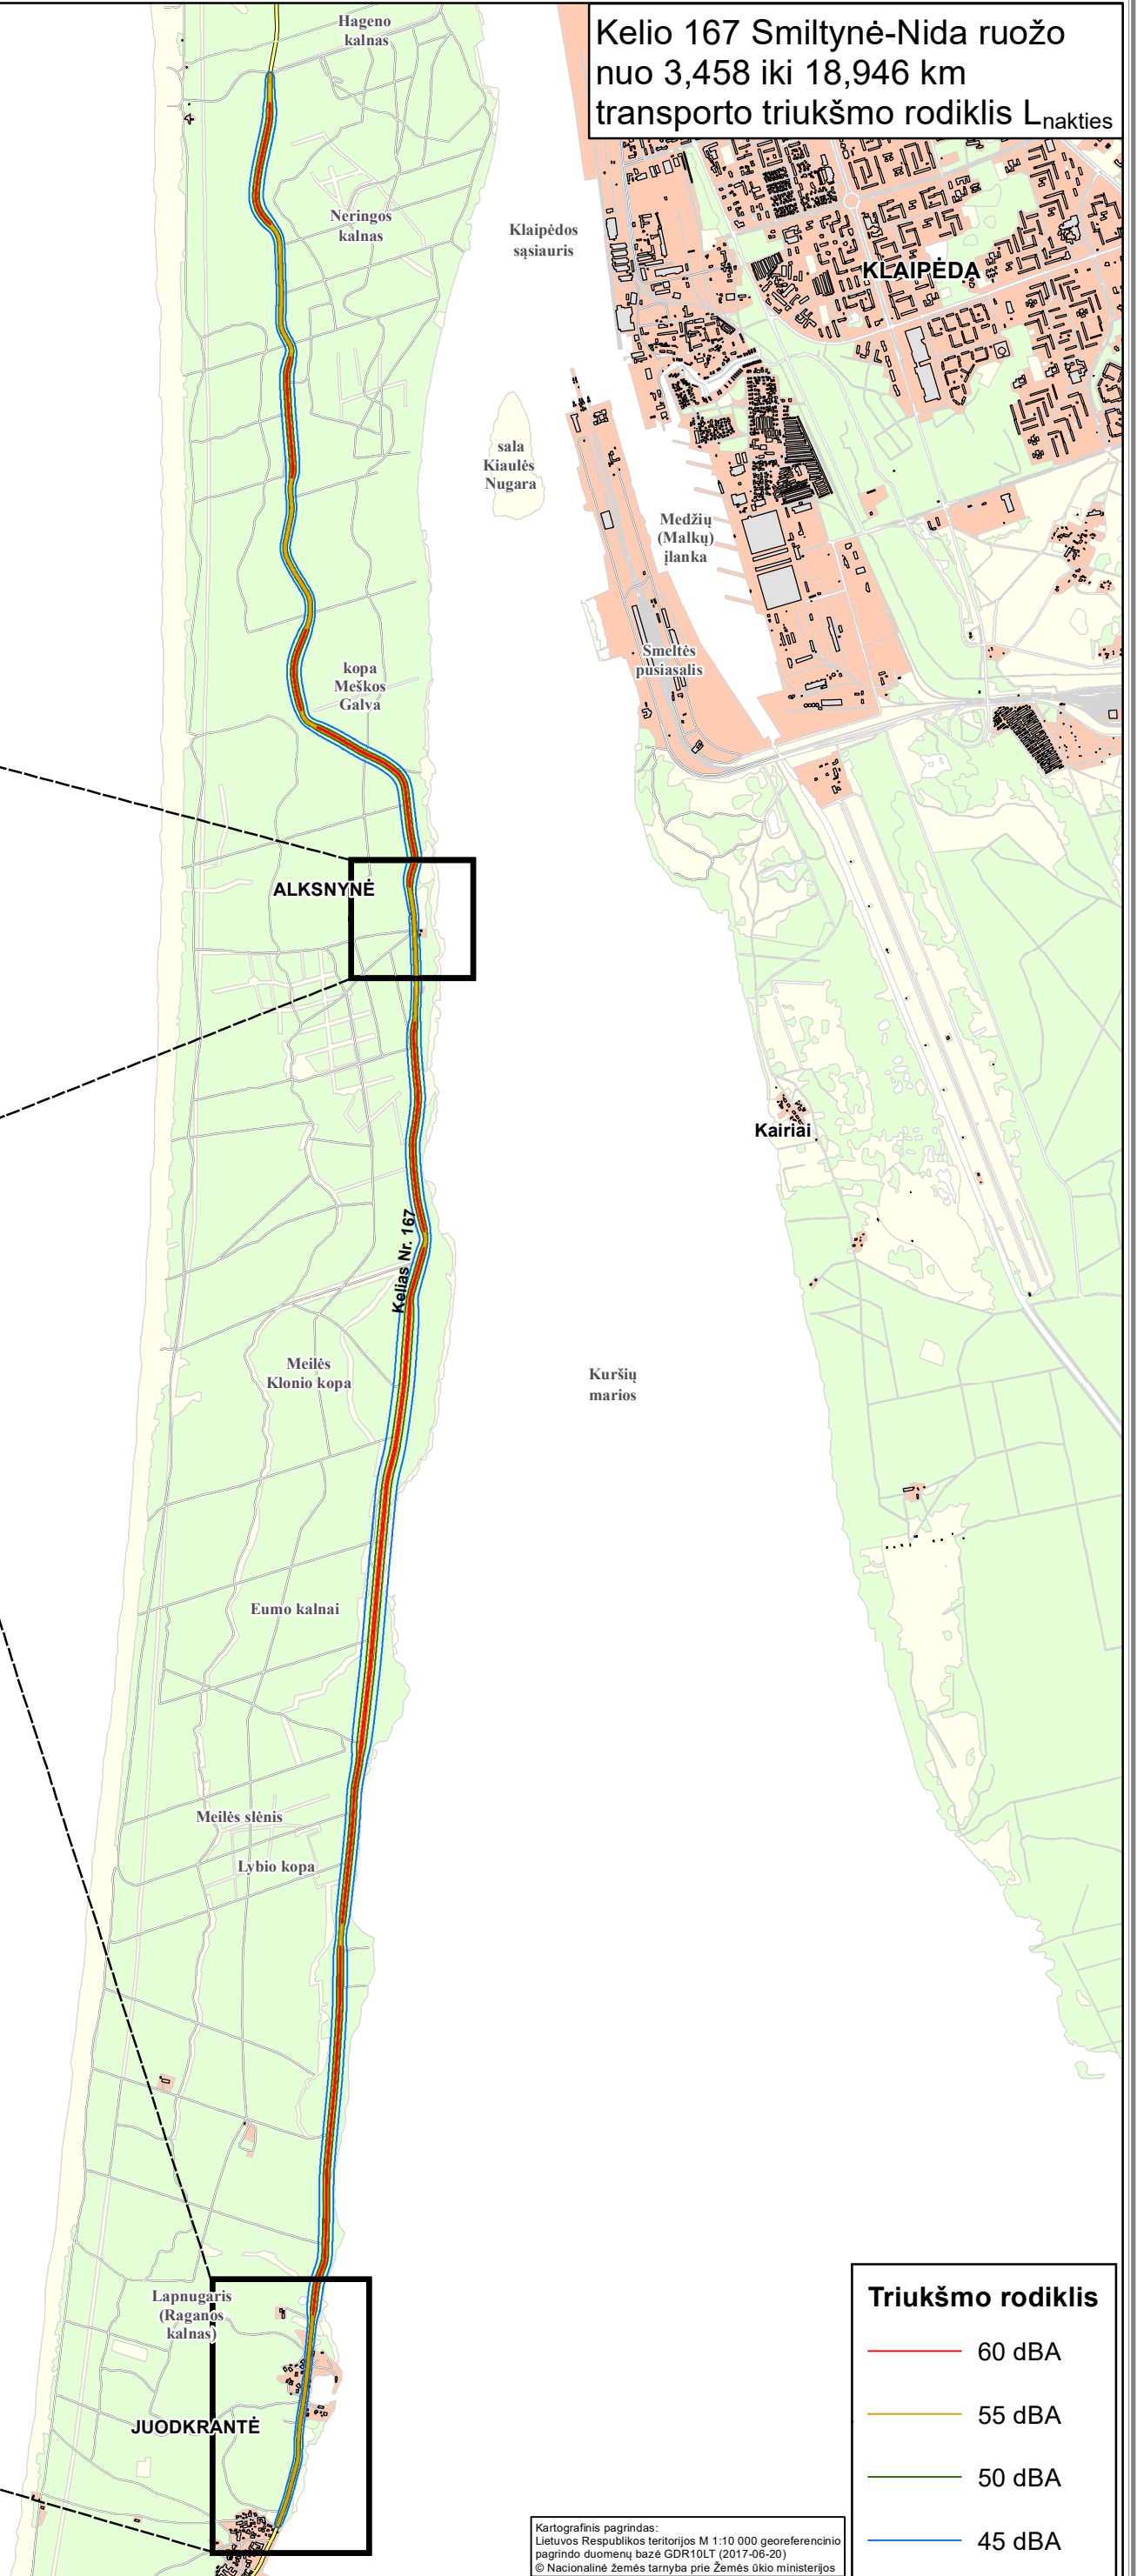 Kelio 167 Smiltynė-Nida ruožo
nuo 3,458 iki 18,946 km
transporto triukšmo rodiklis Lnakties
Hageno
kalnas
Neringos
kalnas
Klaipėdos
sąsiauris
KLAIPĖDA
sala
Kiaulės
Nugara
Medžių
(Malkų)
įlanka
Smeltės
pusiasalis
kopa
Meškos
Galva
ALKSNYNĖ
Kairiai
Kelias Nr. 167
Meilės
Klonio kopa
Kuršių
marios
Eumo kalnai
Meilės slėnis
Lybio kopa
Lapnugaris
(Raganos
kalnas)
JUODKRANTĖ
Triukšmo rodiklis
60 dBA
55 dBA
50 dBA
45 dBA
Kartografinis pagrindas:
Lietuvos Respublikos teritorijos M 1:10 000 georeferencinio
pagrindo duomenų bazė GDR10LT (2017-06-20)
© Nacionalinė žemės tarnyba prie Žemės ūkio ministerijos